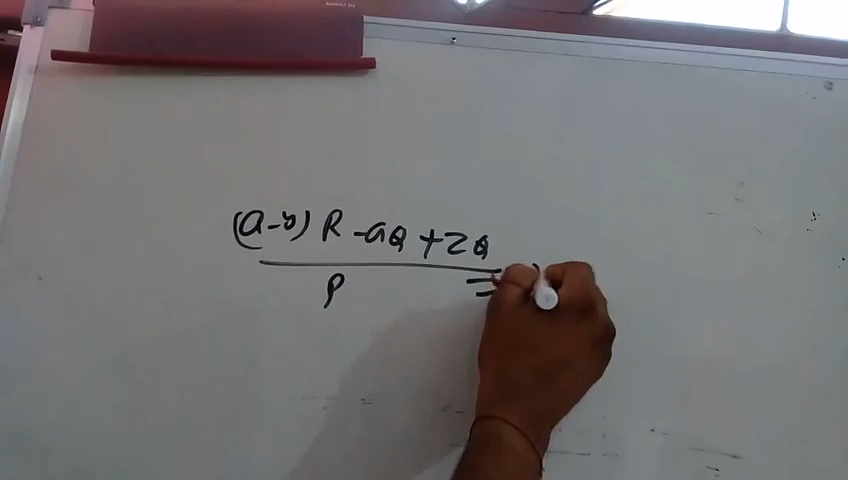 (a-b) R -aQ +2Q
P =